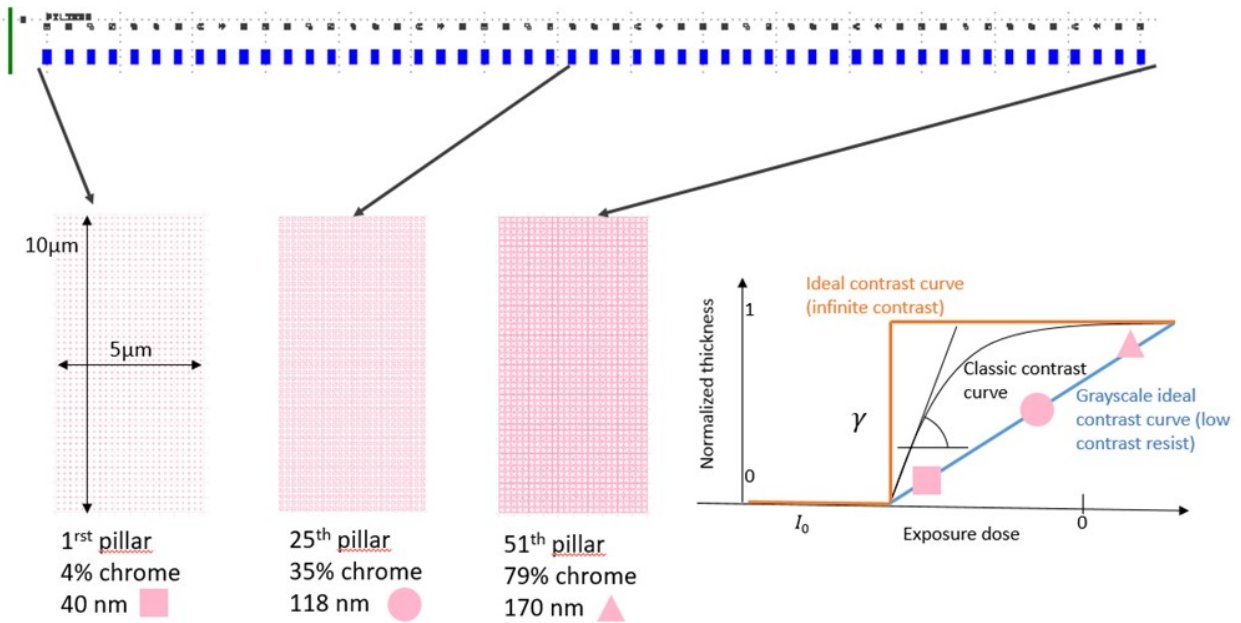 10µm
5µm
1rst pillar
4% chrome
40 nm
25th pillar
35% chrome
118 nm
51th pillar
79% chrome
170 nm
Ideal contrast curve
(infinite contrast)
Normalized thickness
1
0
Classic contrast
curve
γ
Grayscale ideal
contrast curve (low
contrast resist)
I0
0
Exposure dose